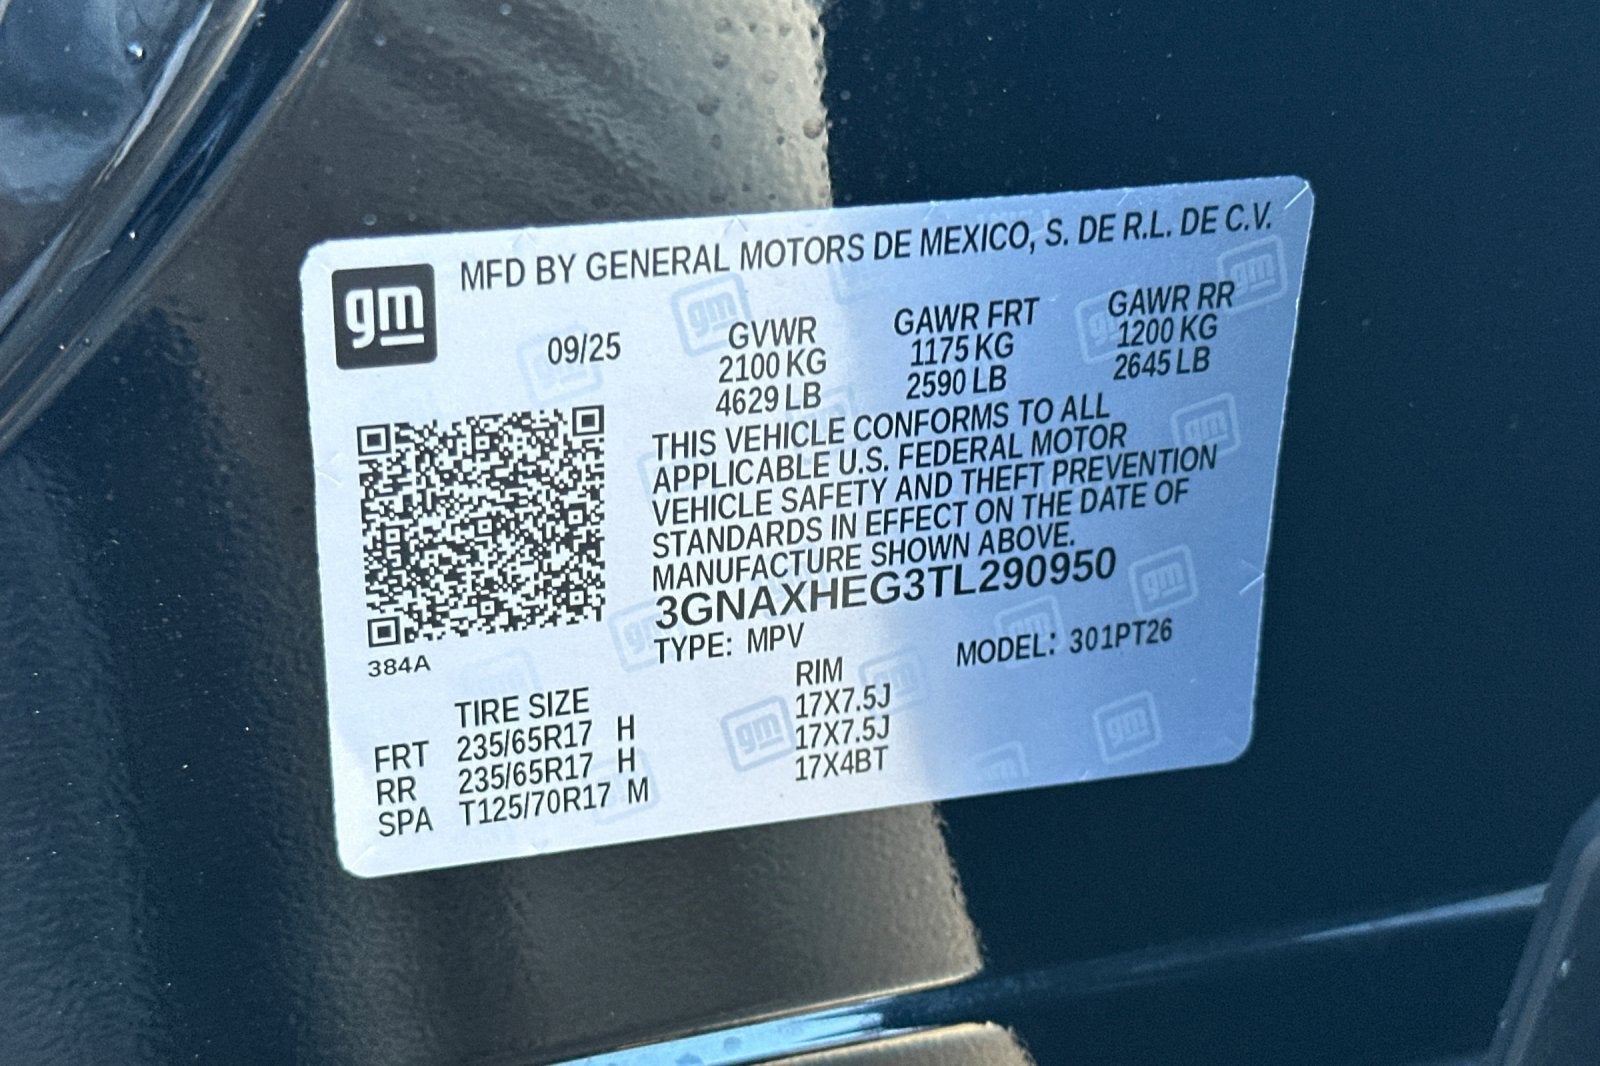 MFD BY GENERAL MOTORS DE MEXICO, S. DE R.L. DE C.V.
gm
09/25
GVWR GAWR FRT GAWR RR
2100 KG 1175 KG 1200 KG
4629 LB 2590 LB 2645 LB
THIS VEHICLE CONFORMS TO ALL
APPLICABLE U.S. FEDERAL MOTOR
VEHICLE SAFETY AND THEFT PREVENTION
STANDARDS IN EFFECT ON THE DATE OF
MANUFACTURE SHOWN ABOVE.
3GNAXHEG3TL290950
TYPE: MPV MODEL: 301PT26
384A
TIRE SIZE RIM
FRT 235/65R17 H 17X7.5J
RR 235/65R17 H 17X7.5J
SPA T125/70R17 M 17X4BT